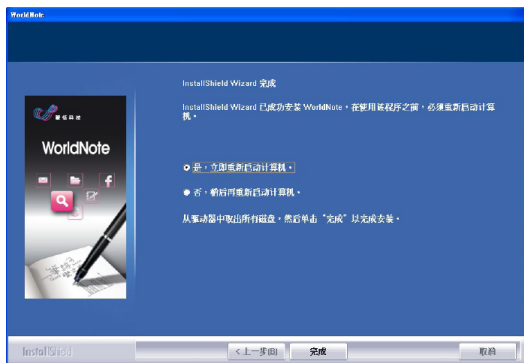 WorldNote
InstallShield Wizard 完成
InstallShield Wizard 已成功安装 WorldNote。在使用该程序之前,必须重新启动计算
机。
WorldNote
是,立即重新启动计算机。
否,稍后再重新启动计算机。
从驱动器中取出所有磁盘,然后单击“完成”以完成安装。
InstallShield
<上一步(B)
完成
取消